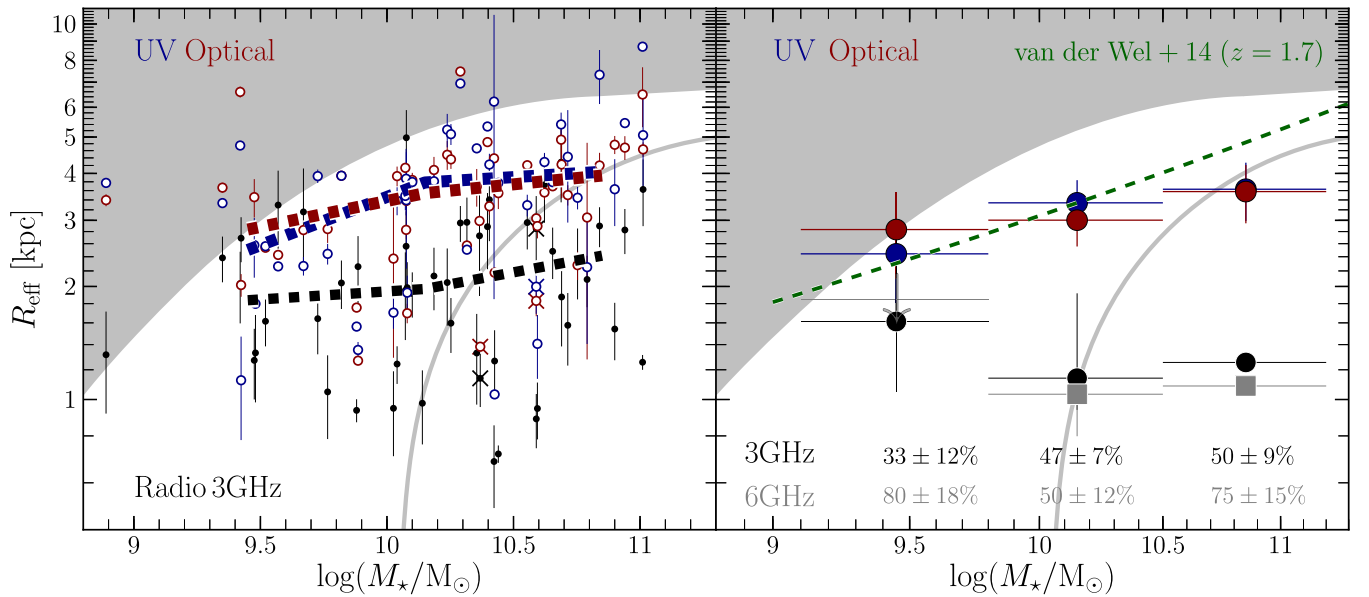 UV Optical
Radio 3GHz
10
8
6
5
4
3
2
1
R_eff [kpc]
9
9.5
10
10.5
11
log(M⋆/M⊙)
UV Optical
van der Wel + 14 (z = 1.7)
3GHz 33 ± 12% 47 ± 7% 50 ± 9%
6GHz 80 ± 18% 50 ± 12% 75 ± 15%
9
9.5
10
10.5
11
log(M⋆/M⊙)